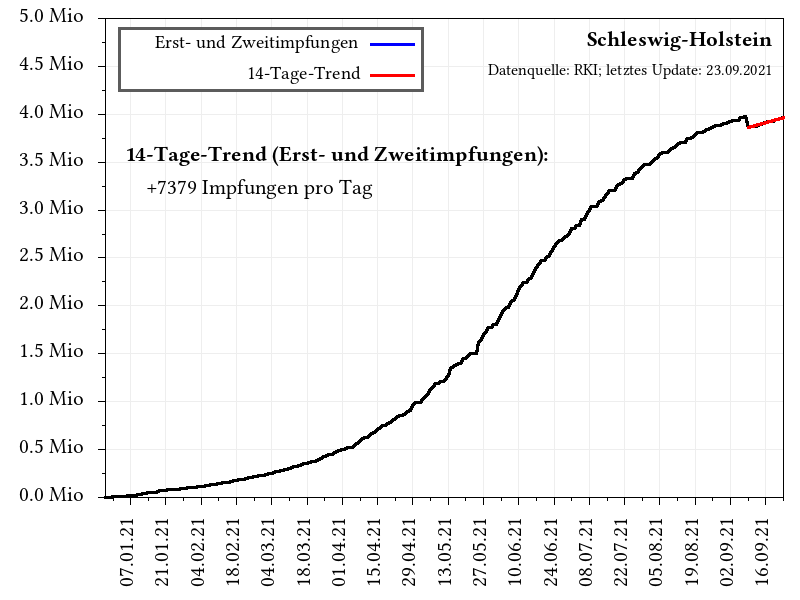 5.0 Mio
4.5 Mio
4.0 Mio
3.5 Mio
3.0 Mio
2.5 Mio
2.0 Mio
1.5 Mio
1.0 Mio
0.5 Mio
0.0 Mio
Erst- und Zweitimpfungen
14-Tage-Trend
Schleswig-Holstein
Datenquelle: RKI; letztes Update: 23.09.2021
14-Tage-Trend (Erst- und Zweitimpfungen):
+7379 Impfungen pro Tag
07.01.21
21.01.21
04.02.21
18.02.21
04.03.21
18.03.21
01.04.21
15.04.21
29.04.21
13.05.21
27.05.21
10.06.21
24.06.21
08.07.21
22.07.21
05.08.21
19.08.21
02.09.21
16.09.21